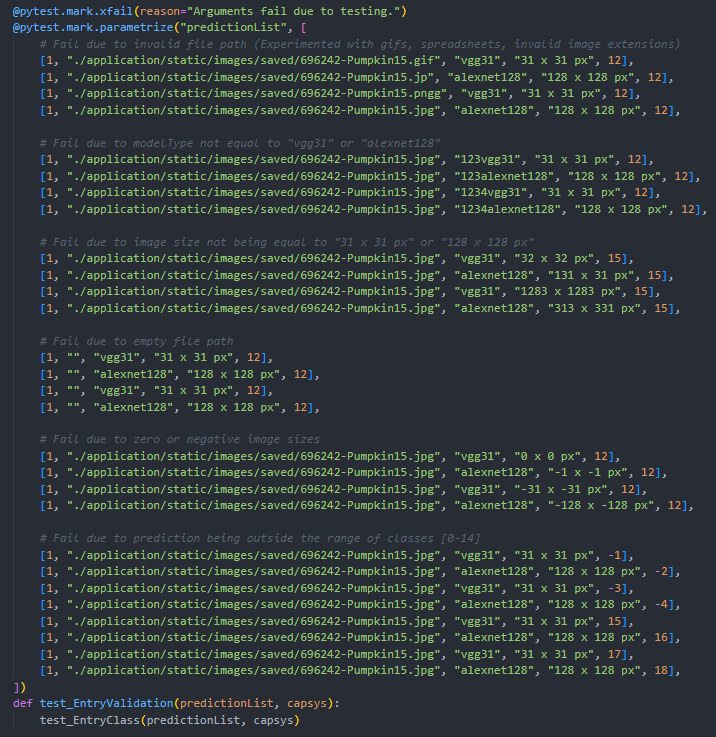 @pytest.mark.xfail(reason="Arguments fail due to testing.")
@pytest.mark.parametrize("predictionList", [
    # Fail due to invalid file path (Experimented with gifs, spreadsheets, invalid image extensions)
    [1, "./application/static/images/saved/696242-Pumpkin15.gif", "vgg31", "31 x 31 px", 12],
    [1, "./application/static/images/saved/696242-Pumpkin15.jp", "alexnet128", "128 x 128 px", 12],
    [1, "./application/static/images/saved/696242-Pumpkin15.pngg", "vgg31", "31 x 31 px", 12],
    [1, "./application/static/images/saved/696242-Pumpkin15.jpg", "alexnet128", "128 x 128 px", 12],

    # Fail due to modelType not equal to "vgg31" or "alexnet128"
    [1, "./application/static/images/saved/696242-Pumpkin15.jpg", "123vgg31", "31 x 31 px", 12],
    [1, "./application/static/images/saved/696242-Pumpkin15.jpg", "123alexnet128", "128 x 128 px", 12],
    [1, "./application/static/images/saved/696242-Pumpkin15.jpg", "1234vgg31", "31 x 31 px", 12],
    [1, "./application/static/images/saved/696242-Pumpkin15.jpg", "1234alexnet128", "128 x 128 px", 12],

    # Fail due to image size not being equal to "31 x 31 px" or "128 x 128 px"
    [1, "./application/static/images/saved/696242-Pumpkin15.jpg", "vgg31", "32 x 32 px", 15],
    [1, "./application/static/images/saved/696242-Pumpkin15.jpg", "alexnet128", "131 x 31 px", 15],
    [1, "./application/static/images/saved/696242-Pumpkin15.jpg", "vgg31", "1283 x 1283 px", 15],
    [1, "./application/static/images/saved/696242-Pumpkin15.jpg", "alexnet128", "313 x 331 px", 15],

    # Fail due to empty file path
    [1, "", "vgg31", "31 x 31 px", 12],
    [1, "", "alexnet128", "128 x 128 px", 12],
    [1, "", "vgg31", "31 x 31 px", 12],
    [1, "", "alexnet128", "128 x 128 px", 12],

    # Fail due to zero or negative image sizes
    [1, "./application/static/images/saved/696242-Pumpkin15.jpg", "vgg31", "0 x 0 px", 12],
    [1, "./application/static/images/saved/696242-Pumpkin15.jpg", "alexnet128", "-1 x -1 px", 12],
    [1, "./application/static/images/saved/696242-Pumpkin15.jpg", "vgg31", "-31 x -31 px", 12],
    [1, "./application/static/images/saved/696242-Pumpkin15.jpg", "alexnet128", "-128 x -128 px", 12],

    # Fail due to prediction being outside the range of classes [0-14]
    [1, "./application/static/images/saved/696242-Pumpkin15.jpg", "vgg31", "31 x 31 px", -1],
    [1, "./application/static/images/saved/696242-Pumpkin15.jpg", "alexnet128", "128 x 128 px", -2],
    [1, "./application/static/images/saved/696242-Pumpkin15.jpg", "vgg31", "31 x 31 px", -3],
    [1, "./application/static/images/saved/696242-Pumpkin15.jpg", "alexnet128", "128 x 128 px", -4],
    [1, "./application/static/images/saved/696242-Pumpkin15.jpg", "vgg31", "31 x 31 px", 15],
    [1, "./application/static/images/saved/696242-Pumpkin15.jpg", "alexnet128", "128 x 128 px", 16],
    [1, "./application/static/images/saved/696242-Pumpkin15.jpg", "vgg31", "31 x 31 px", 17],
    [1, "./application/static/images/saved/696242-Pumpkin15.jpg", "alexnet128", "128 x 128 px", 18],
])
def test_EntryValidation(predictionList, capsys):
    test_EntryClass(predictionList, capsys)